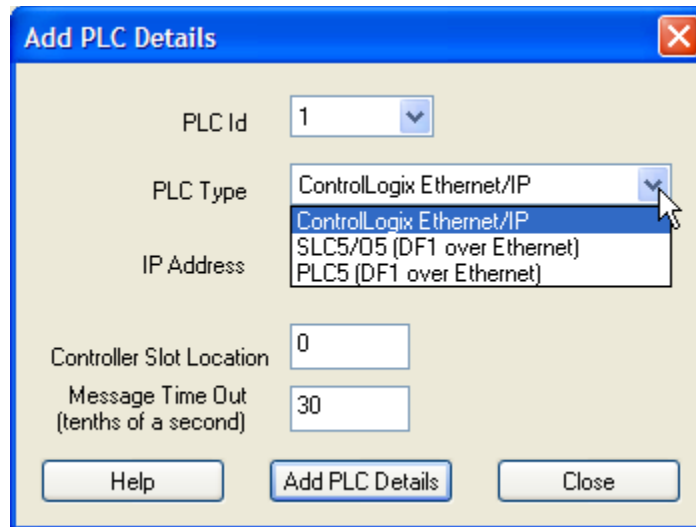 Add PLC Details
PLC Id 1
PLC Type ControlLogix Ethernet/IP
ControlLogix Ethernet/IP
SLC5/O5 (DF1 over Ethernet)
IP Address
PLC5 (DF1 over Ethernet)
Controller Slot Location 0
Message Time Out
(tenths of a second)
30
Help Add PLC Details Close